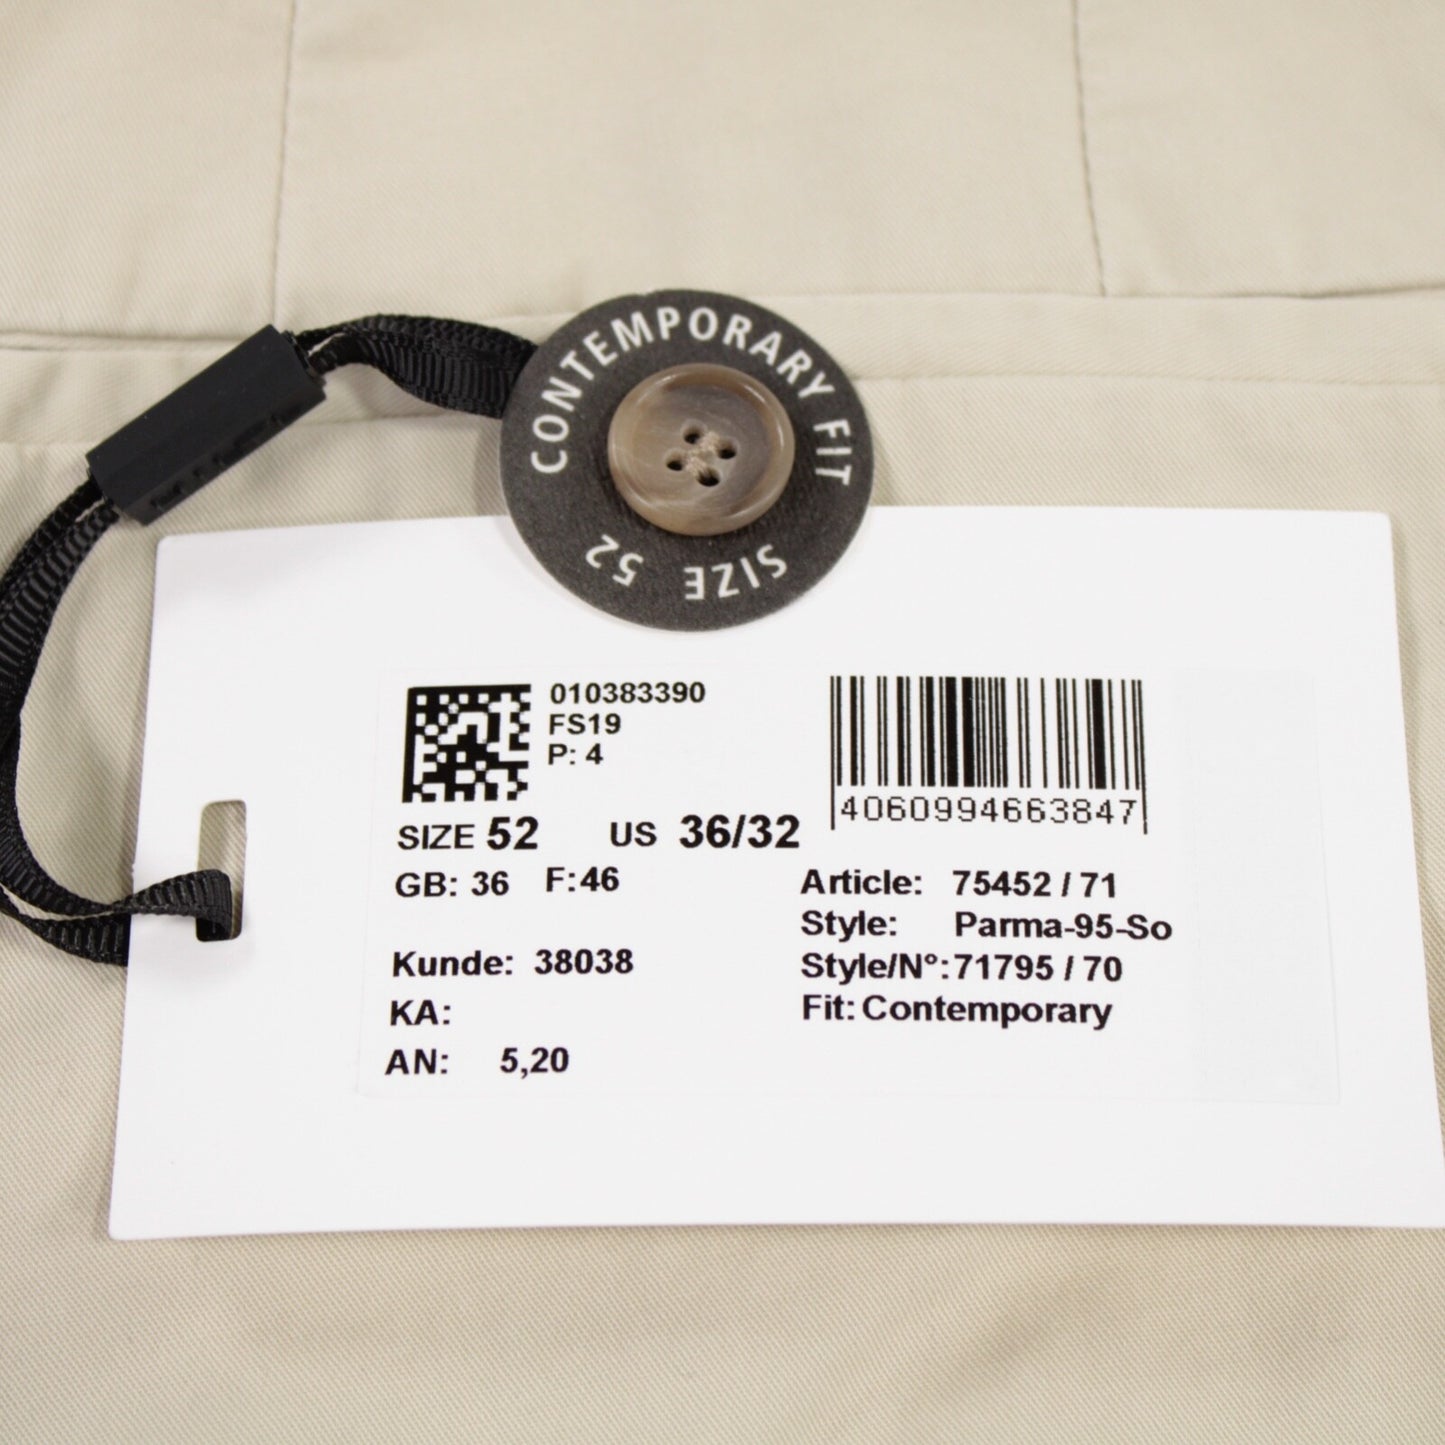 CONTEMPORARY FIT
SIZE 52
010383390
FS19
P: 4
4060994663847
SIZE 52 US 36/32
GB: 36 F:46
Article: 75452 / 71
Style: Parma-95-So
Kunde: 38038
Style/N°:71795 / 70
KA:
Fit: Contemporary
AN: 5,20